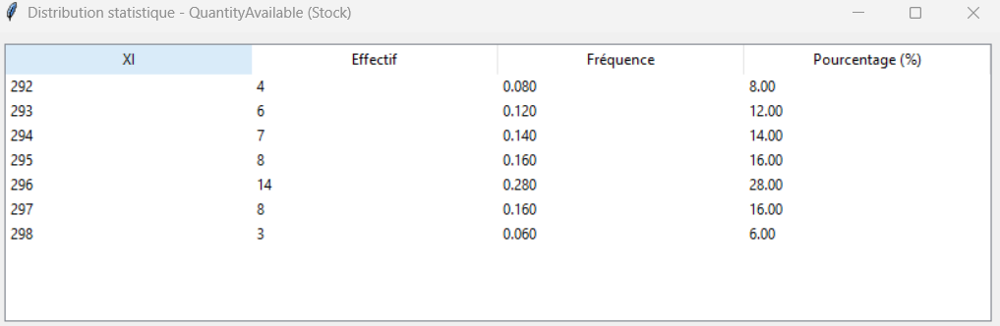 Distribution statistique - QuantityAvailable (Stock)
XI Effectif Fréquence Pourcentage (%)
292 4 0.080 8.00
293 6 0.120 12.00
294 7 0.140 14.00
295 8 0.160 16.00
296 14 0.280 28.00
297 8 0.160 16.00
298 3 0.060 6.00